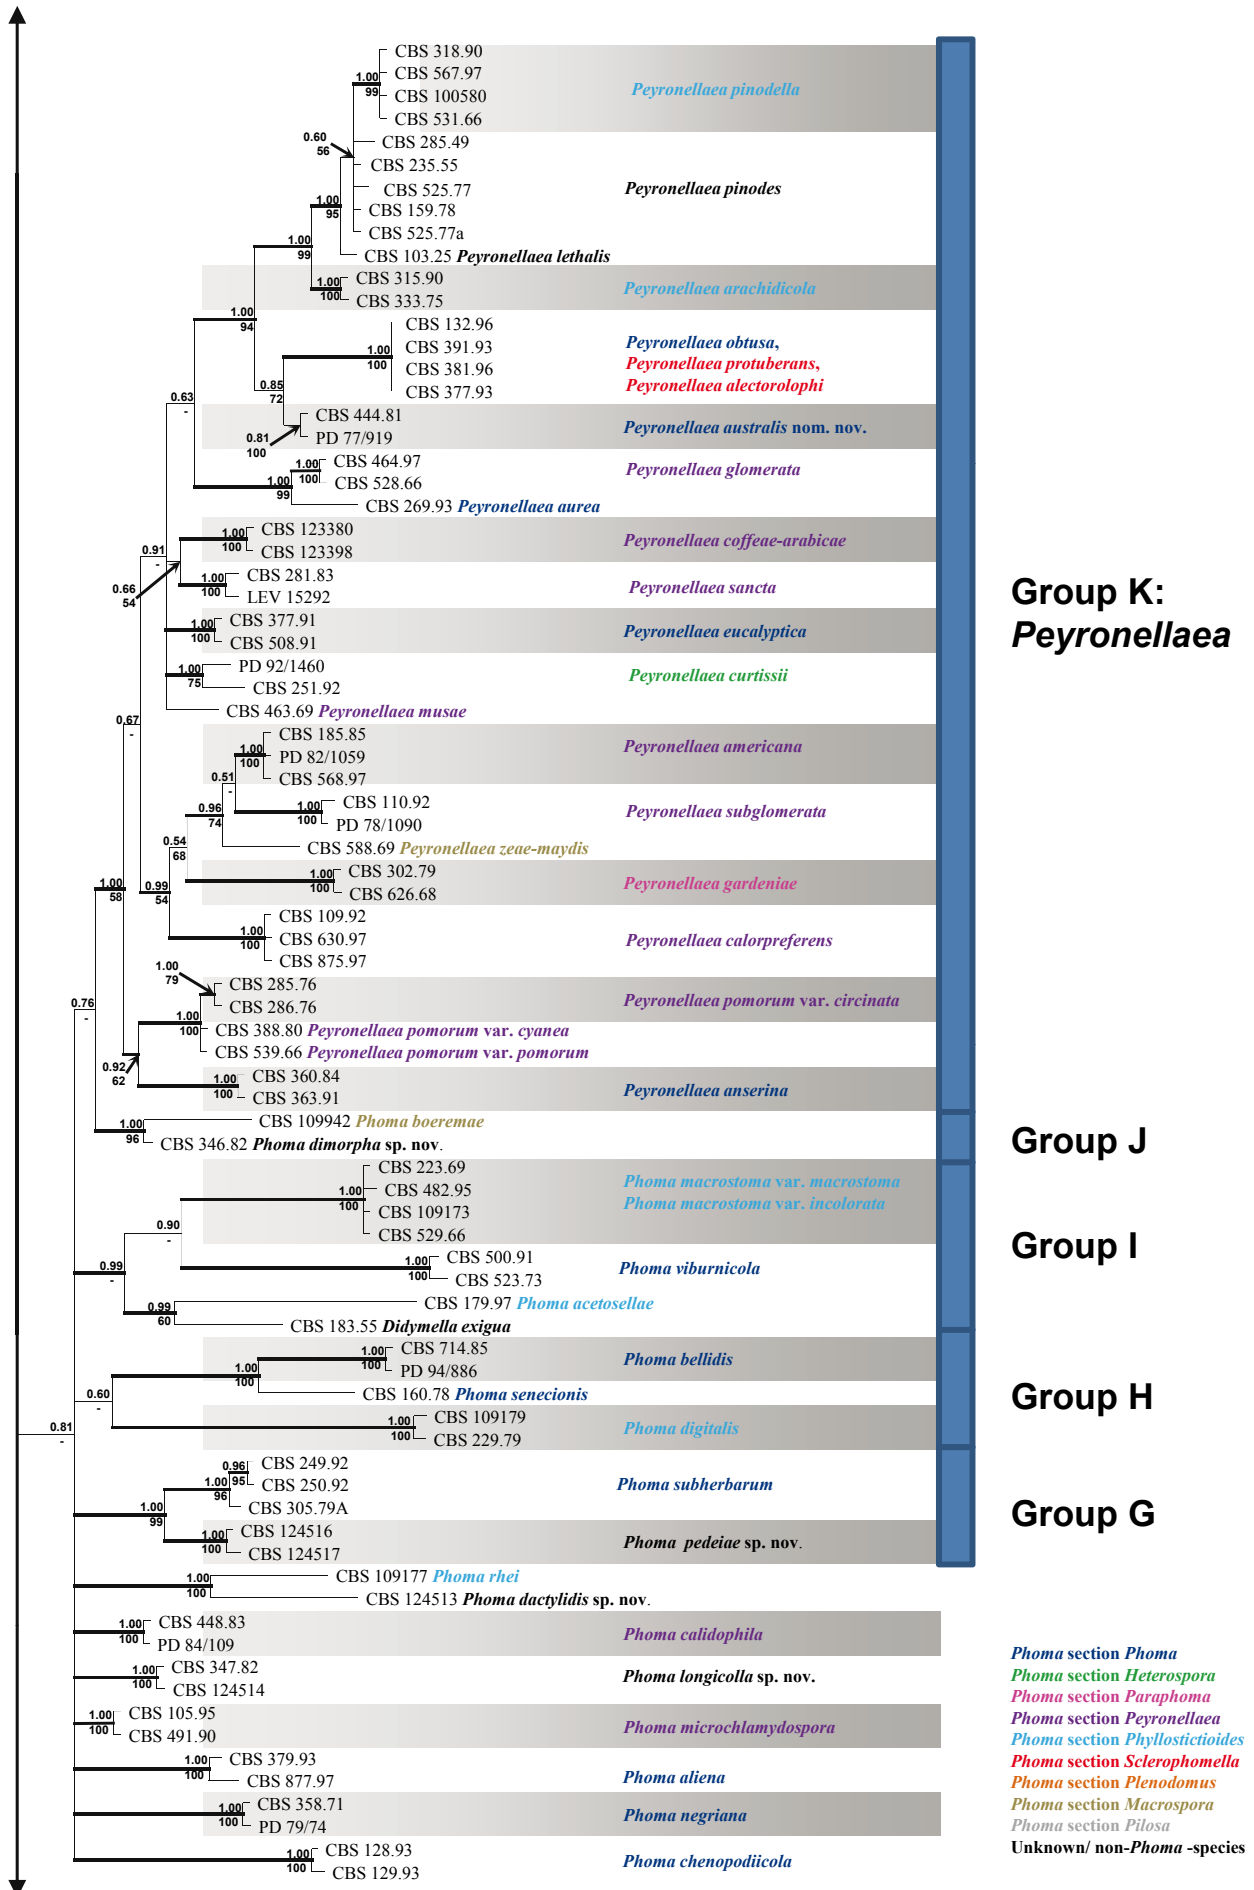 CBS 318.90
1.00
CBS 567.97
99
CBS 100580
Peyronellaea pinodella
CBS 531.66
0.60
56
CBS 285.49
CBS 235.55
CBS 525.77
Peyronellaea pinodes
1.00
95
CBS 159.78
CBS 525.77a
1.00
99
CBS 103.25 Peyronellaea lethalis
1.00
100
CBS 315.90
Peyronellaea arachidicola
CBS 333.75
1.00
94
CBS 132.96
CBS 391.93
Peyronellaea obtusa,
1.00
100
CBS 381.96
Peyronellaea protuberans,
CBS 377.93
Peyronellaea alectorolophi
0.85
72
0.63
-
CBS 444.81
Peyronellaea australis nom. nov.
0.81
100
PD 77/919
1.00
100
CBS 464.97
Peyronellaea glomerata
1.00
99
CBS 528.66
CBS 269.93 Peyronellaea aurea
1.00
100
CBS 123380
Peyronellaea coffeae-arabicae
CBS 123398
0.91
-
0.66
54
1.00
100
CBS 281.83
Peyronellaea sancta
LEV 15292
1.00
100
CBS 377.91
Peyronellaea eucalyptica
CBS 508.91
1.00
75
PD 92/1460
Peyronellaea curtissii
CBS 251.92
CBS 463.69 Peyronellaea musae
Group K:
Peyronellaea
0.67
-
CBS 185.85
1.00
100
PD 82/1059
Peyronellaea americana
CBS 568.97
0.51
-
1.00
100
CBS 110.92
Peyronellaea subglomerata
PD 78/1090
0.96
74
CBS 588.69 Peyronellaea zeae-maydis
0.54
68
1.00
100
CBS 302.79
Peyronellaea gardeniae
CBS 626.68
1.00
58
0.99
54
CBS 109.92
1.00
100
CBS 630.97
Peyronellaea calorpreferens
CBS 875.97
1.00
79
CBS 285.76
Peyronellaea pomorum var. circinata
CBS 286.76
0.76
-
1.00
100
CBS 388.80 Peyronellaea pomorum var. cyanea
CBS 539.66 Peyronellaea pomorum var. pomorum
0.92
62
1.00
100
CBS 360.84
Peyronellaea anserina
CBS 363.91
1.00
96
CBS 109942 Phoma boeremae
CBS 346.82 Phoma dimorpha sp. nov.
Group J
CBS 223.69
1.00
100
CBS 482.95
Phoma macrostoma var. macrostoma
CBS 109173
Phoma macrostoma var. incolorata
CBS 529.66
0.90
-
Group I
1.00
100
CBS 500.91
Phoma viburnicola
CBS 523.73
0.99
-
0.99
60
CBS 179.97 Phoma acetosellae
CBS 183.55 Didymella exigua
1.00
100
CBS 714.85
Phoma bellidis
PD 94/886
1.00
100
CBS 160.78 Phoma senecionis
Group H
0.60
-
1.00
100
CBS 109179
Phoma digitalis
CBS 229.79
0.81
-
0.96
95
CBS 249.92
CBS 250.92
Phoma subherbarum
1.00
96
CBS 305.79A
Group G
1.00
99
1.00
100
CBS 124516
Phoma pedeiae sp. nov.
CBS 124517
1.00
100
CBS 109177 Phoma rhei
CBS 124513 Phoma dactylidis sp. nov.
1.00
100
CBS 448.83
Phoma calidophila
PD 84/109
1.00
100
CBS 347.82
Phoma longicolla sp. nov.
CBS 124514
1.00
100
CBS 105.95
Phoma microchlamydospora
CBS 491.90
1.00
100
CBS 379.93
Phoma aliena
CBS 877.97
1.00
100
CBS 358.71
Phoma negriana
PD 79/74
1.00
100
CBS 128.93
Phoma chenopodiicola
CBS 129.93
Phoma section Phoma
Phoma section Heterospora
Phoma section Paraphoma
Phoma section Peyronellaea
Phoma section Phyllostictioides
Phoma section Sclerophomella
Phoma section Plenodomus
Phoma section Macrospora
Phoma section Pilosa
Unknown/ non-Phoma -species